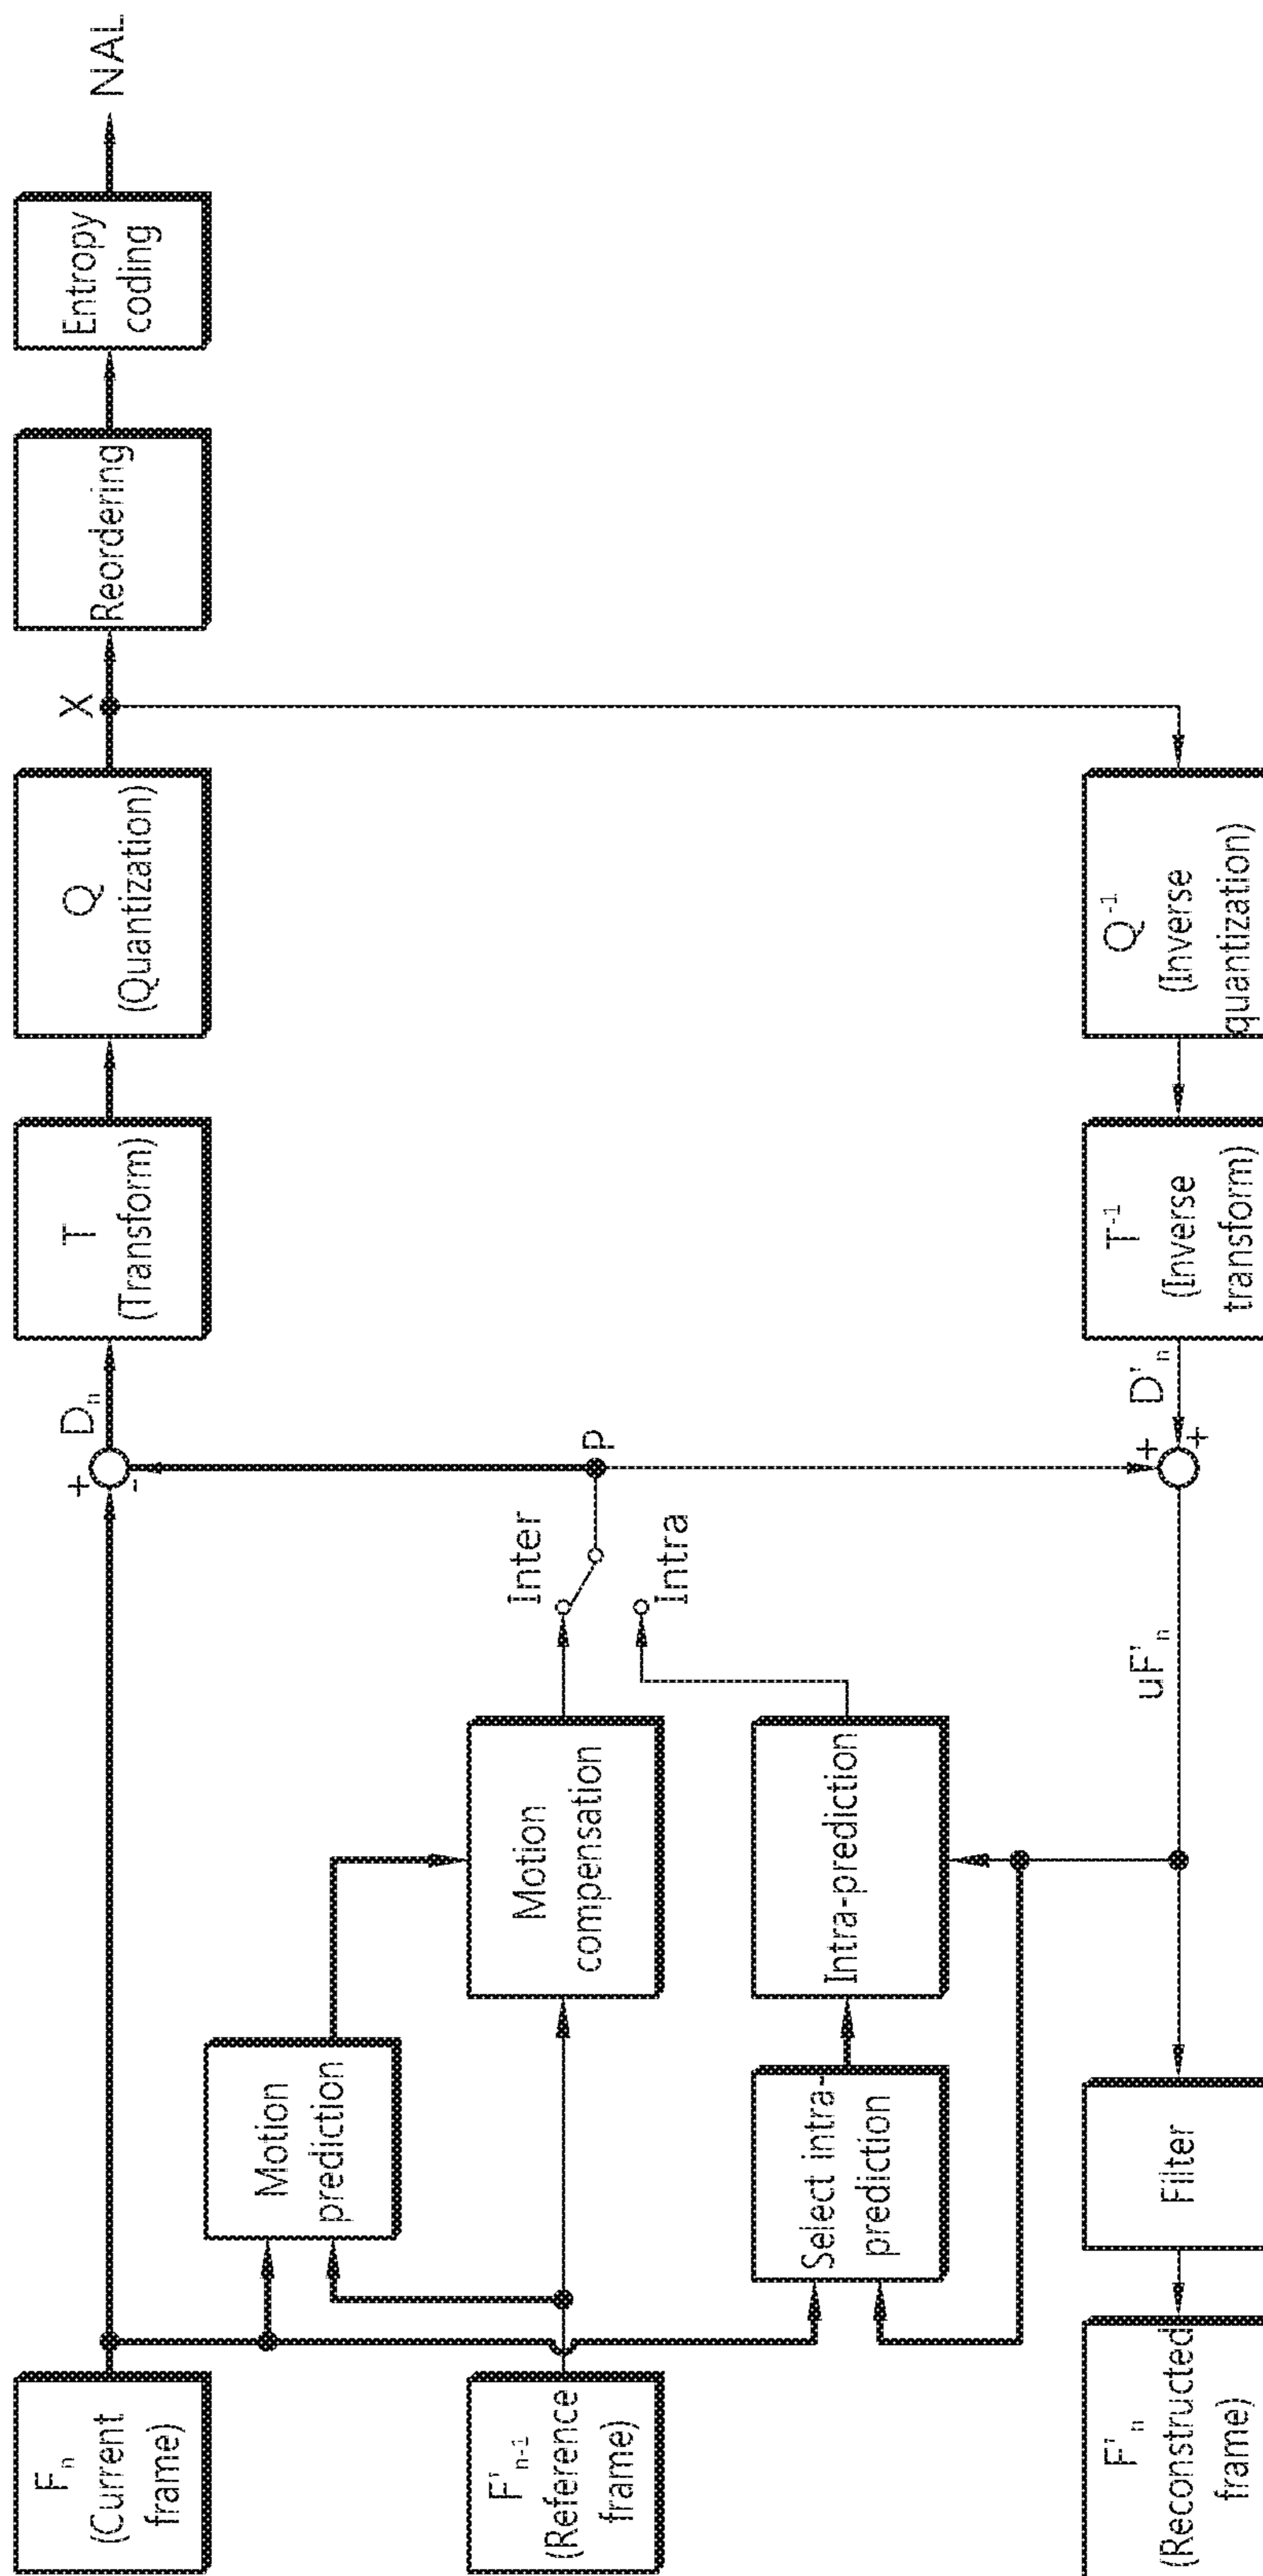 F'n
(Current
frame)
+
-
Dn
T
(Transform)
Q
(Quantization)
X
Reordering
Entropy
coding
NAL
Motion
prediction
F'n-1
(Reference
frame)
Motion
compensation
Inter
P
Intra
Select intra-
prediction
Intra-prediction
F'n
(Reconstructed
frame)
Filter
uF'n
+
+
D'n
T-1
(Inverse
transform)
Q-1
(Inverse
quantization)